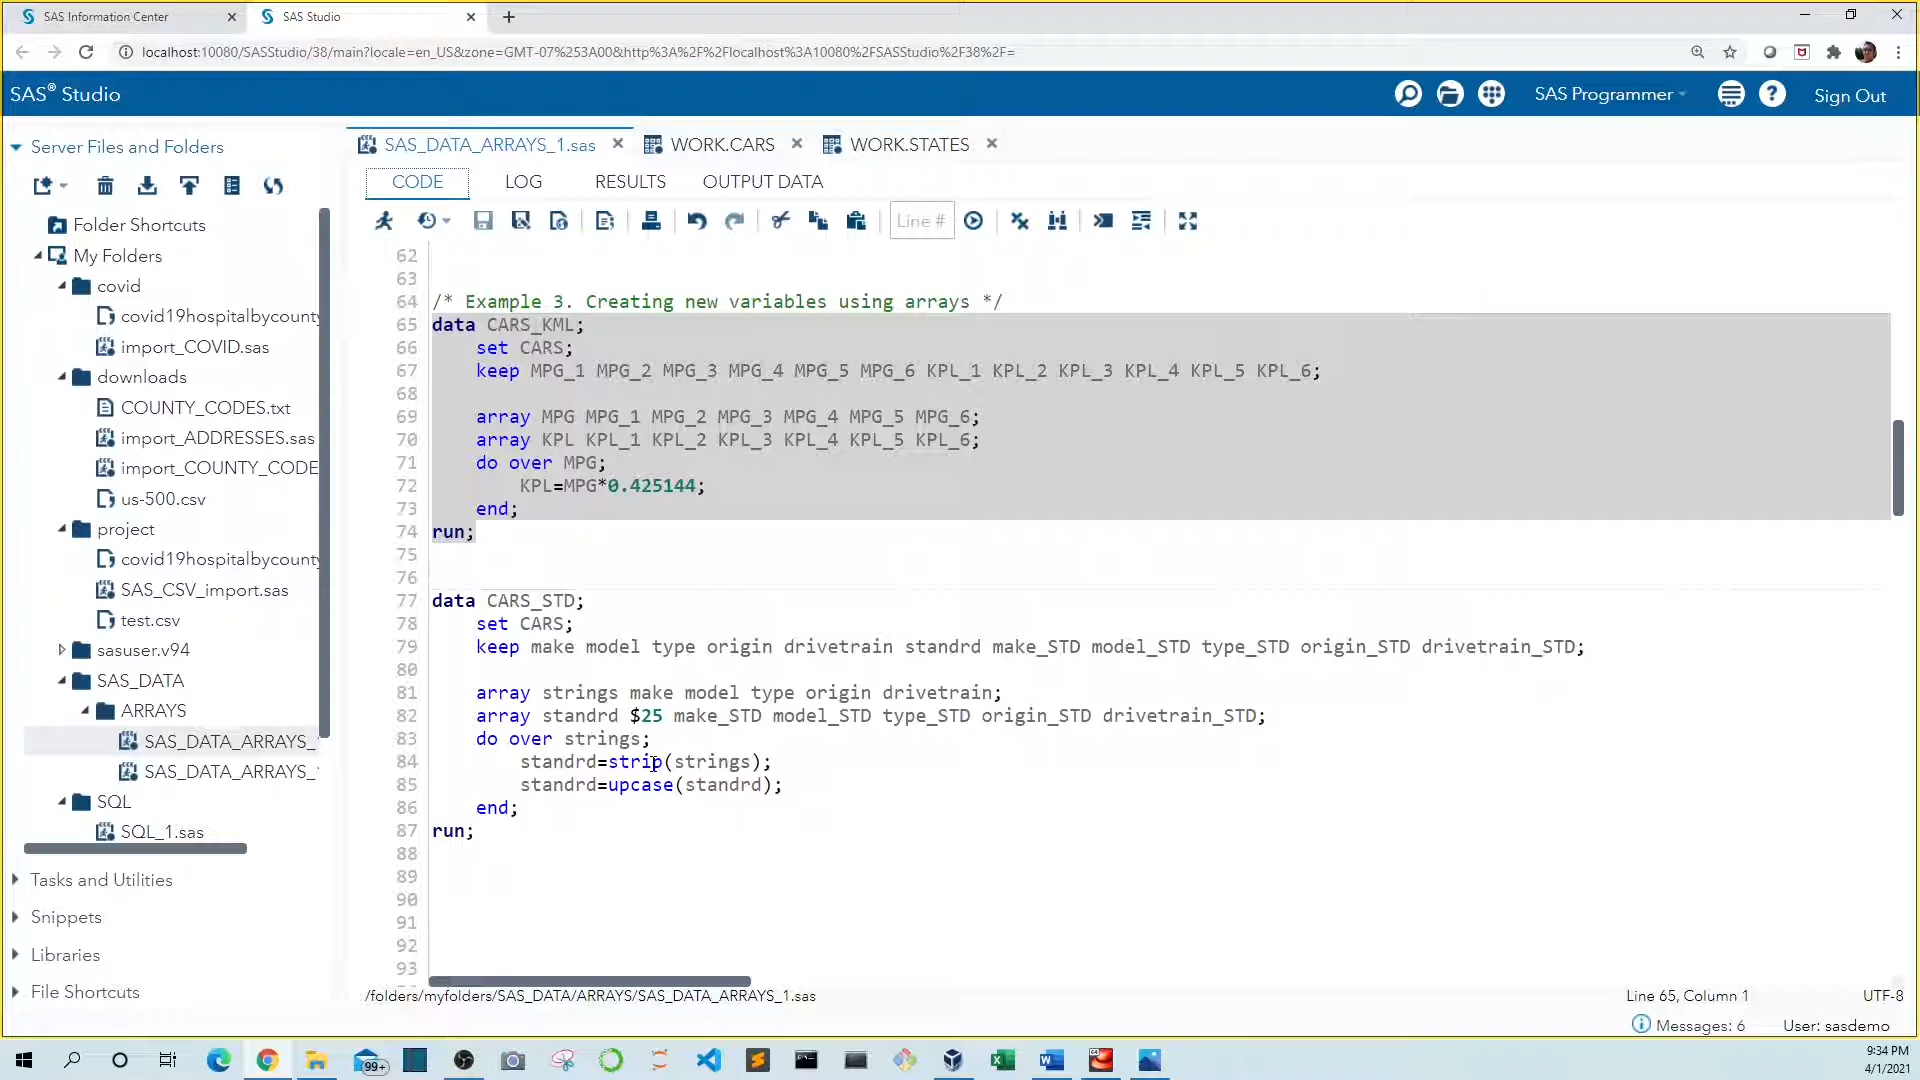 SAS Information Center
SAS Studio
localhost:10080/SASStudio/38/main?locale=en_US&zone=GMT-07%253A00&http%3A%2F%2Flocalhost%3A10080%2FSASStudio%2F38%2F=
SAS® Studio
SAS Programmer
Sign Out
Server Files and Folders
Folder Shortcuts
My Folders
covid
covid19hospitalbycounty
import_COVID.sas
downloads
COUNTY_CODES.txt
import_ADDRESSES.sas
import_COUNTY_CODE
us-500.csv
project
covid19hospitalbycounty
SAS_CSV_import.sas
test.csv
sasuser.v94
SAS_DATA
ARRAYS
SAS_DATA_ARRAYS_
SAS_DATA_ARRAYS_
SQL
SQL_1.sas
Tasks and Utilities
Snippets
Libraries
File Shortcuts
SAS_DATA_ARRAYS_1.sas
WORK.CARS
WORK.STATES
CODE
LOG
RESULTS
OUTPUT DATA
Line #
62
63
64 /* Example 3. Creating new variables using arrays */
65 data CARS_KML;
66 set CARS;
67 keep MPG_1 MPG_2 MPG_3 MPG_4 MPG_5 MPG_6 KPL_1 KPL_2 KPL_3 KPL_4 KPL_5 KPL_6;
68
69 array MPG MPG_1 MPG_2 MPG_3 MPG_4 MPG_5 MPG_6;
70 array KPL KPL_1 KPL_2 KPL_3 KPL_4 KPL_5 KPL_6;
71 do over MPG;
72 KPL=MPG*0.425144;
73 end;
74 run;
75
76
77 data CARS_STD;
78 set CARS;
79 keep make model type origin drivetrain standrd make_STD model_STD type_STD origin_STD drivetrain_STD;
80
81 array strings make model type origin drivetrain;
82 array standrd $25 make_STD model_STD type_STD origin_STD drivetrain_STD;
83 do over strings;
84 standrd=strip(strings);
85 standrd=upcase(standrd);
86 end;
87 run;
88
89
90
91
92
93
/folders/myfolders/SAS_DATA/ARRAYS/SAS_DATA_ARRAYS_1.sas
Line 65, Column 1
UTF-8
Messages: 6
User: sasdemo
99+
9:34 PM
4/1/2021